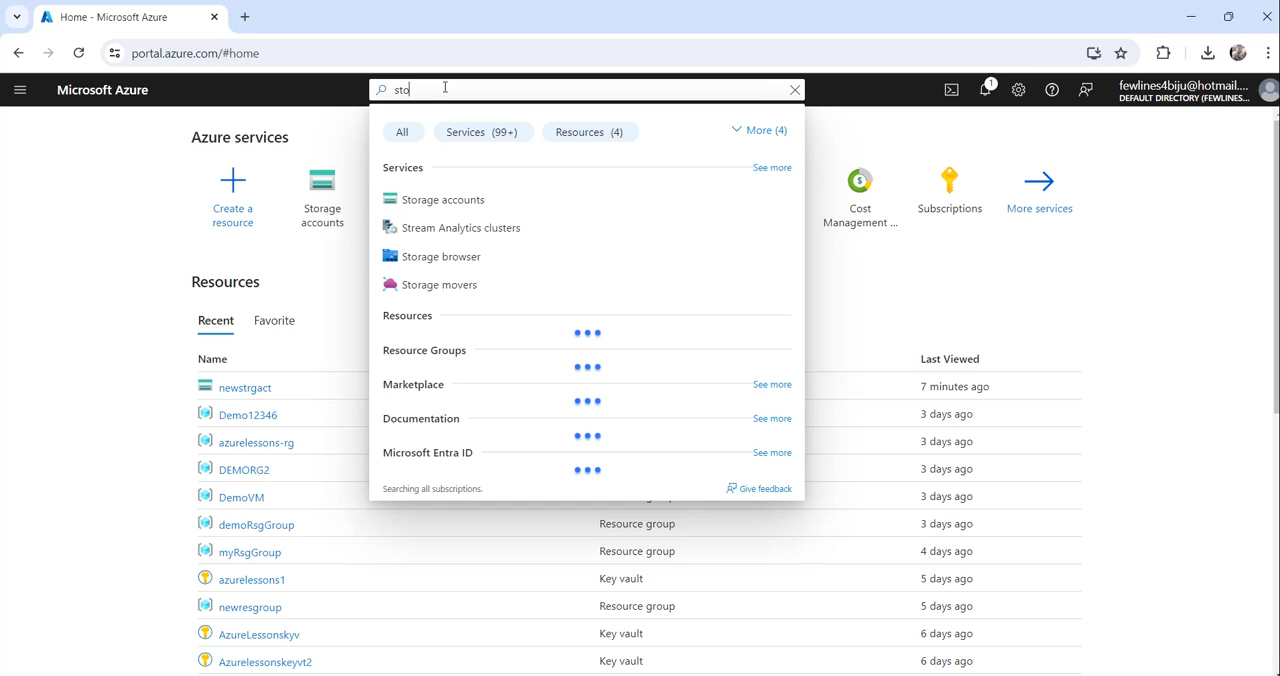 Home - Microsoft Azure
portal.azure.com/#home
Microsoft Azure
sto
1
fewlines4biju@hotmail....
DEFAULT DIRECTORY (FEWLINES...
Azure services
Create a
resource
Storage
accounts
Cost
Management ...
Subscriptions
More services
All
Services (99+)
Resources (4)
More (4)
Services
See more
Storage accounts
Stream Analytics clusters
Storage browser
Storage movers
Resources
Resource Groups
Marketplace
See more
Documentation
See more
Microsoft Entra ID
See more
Searching all subscriptions.
Give feedback
Resources
Recent
Favorite
Name
Last Viewed
newstrgact
7 minutes ago
Demo12346
3 days ago
azurelessons-rg
3 days ago
DEMORG2
3 days ago
DemoVM
3 days ago
demoRsgGroup
Resource group
3 days ago
myRsgGroup
Resource group
4 days ago
azurelessons1
Key vault
5 days ago
newresgroup
Resource group
5 days ago
AzureLessonskyv
Key vault
6 days ago
Azurelessonskeyvt2
Key vault
6 days ago